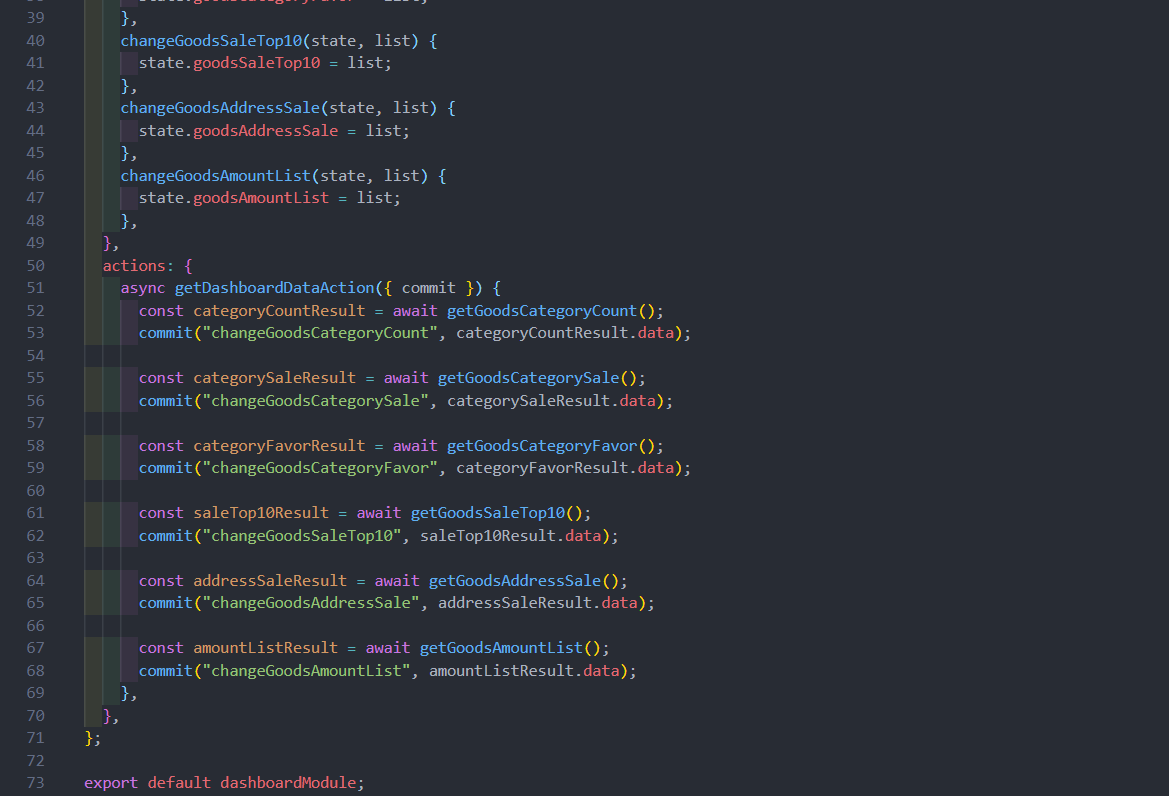 39 },
40 changeGoodsSaleTop10(state, list) {
41 state.goodsSaleTop10 = list;
42 },
43 changeGoodsAddressSale(state, list) {
44 state.goodsAddressSale = list;
45 },
46 changeGoodsAmountList(state, list) {
47 state.goodsAmountList = list;
48 },
49 },
50 actions: {
51 async getDashboardDataAction({ commit }) {
52 const categoryCountResult = await getGoodsCategoryCount();
53 commit("changeGoodsCategoryCount", categoryCountResult.data);
54
55 const categorySaleResult = await getGoodsCategorySale();
56 commit("changeGoodsCategorySale", categorySaleResult.data);
57
58 const categoryFavorResult = await getGoodsCategoryFavor();
59 commit("changeGoodsCategoryFavor", categoryFavorResult.data);
60
61 const saleTop10Result = await getGoodsSaleTop10();
62 commit("changeGoodsSaleTop10", saleTop10Result.data);
63
64 const addressSaleResult = await getGoodsAddressSale();
65 commit("changeGoodsAddressSale", addressSaleResult.data);
66
67 const amountListResult = await getGoodsAmountList();
68 commit("changeGoodsAmountList", amountListResult.data);
69 },
70 },
71 };
72
73 export default dashboardModule;